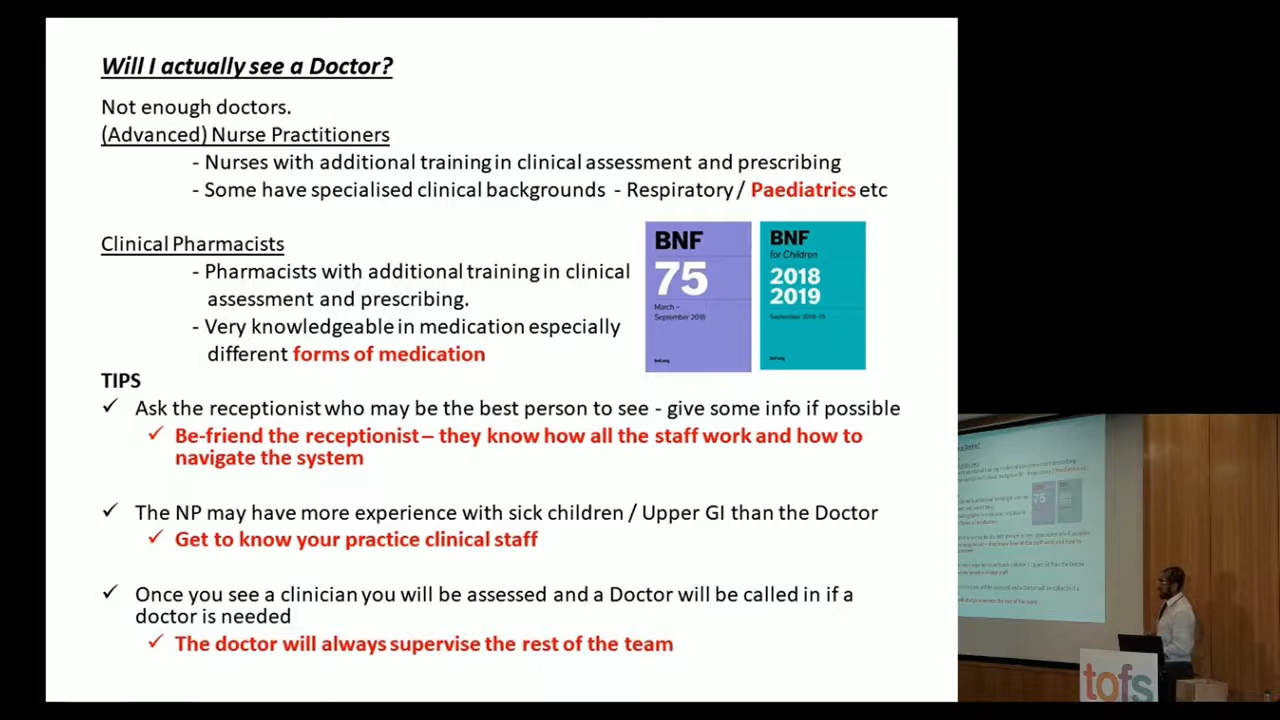 Will I actually see a Doctor?
Not enough doctors.
(Advanced) Nurse Practitioners
- Nurses with additional training in clinical assessment and prescribing
- Some have specialised clinical backgrounds - Respiratory / Paediatrics etc
Clinical Pharmacists
- Pharmacists with additional training in clinical
assessment and prescribing.
- Very knowledgeable in medication especially
different forms of medication
BNF
75
March –
September 2018
bnf.org
BNF
for Children
2018
2019
September 2018–19
bnf.org
TIPS
✓ Ask the receptionist who may be the best person to see - give some info if possible
✓ Be-friend the receptionist – they know how all the staff work and how to
navigate the system
✓ The NP may have more experience with sick children / Upper GI than the Doctor
✓ Get to know your practice clinical staff
✓ Once you see a clinician you will be assessed and a Doctor will be called in if a
doctor is needed
✓ The doctor will always supervise the rest of the team
tofs